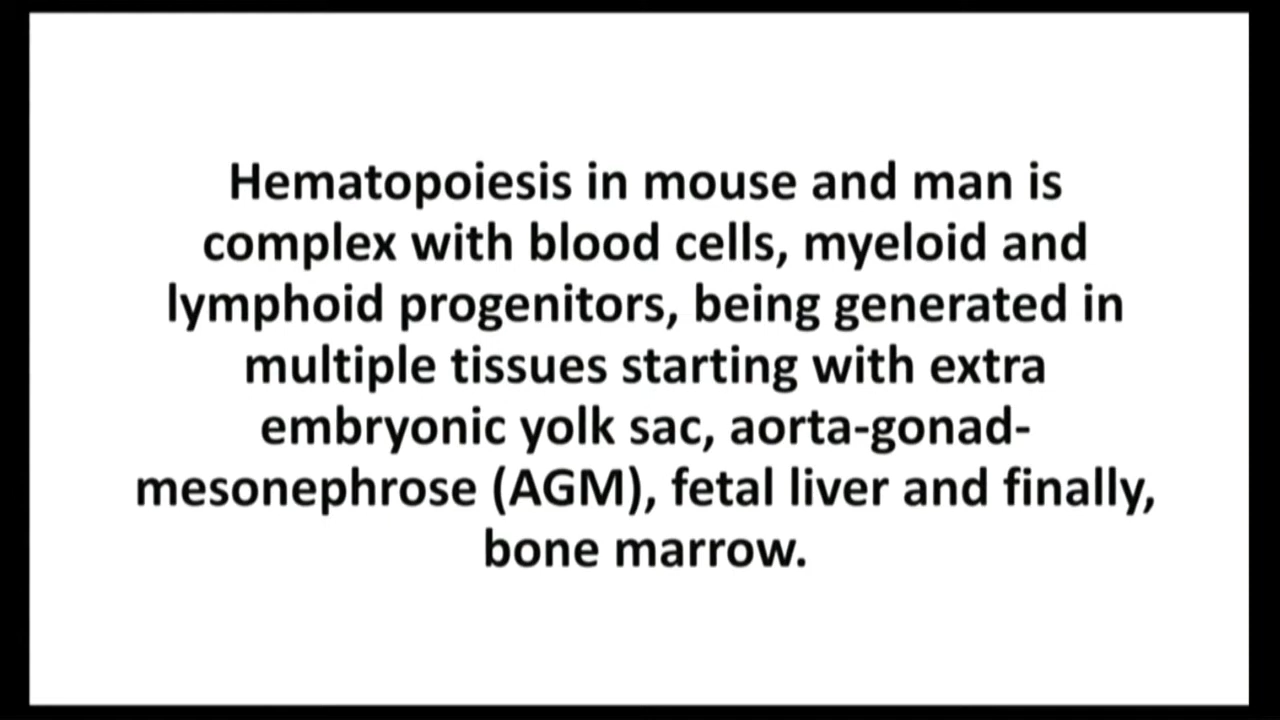 Hematopoiesis in mouse and man is
complex with blood cells, myeloid and
lymphoid progenitors, being generated in
multiple tissues starting with extra
embryonic yolk sac, aorta-gonad-
mesonephrose (AGM), fetal liver and finally,
bone marrow.